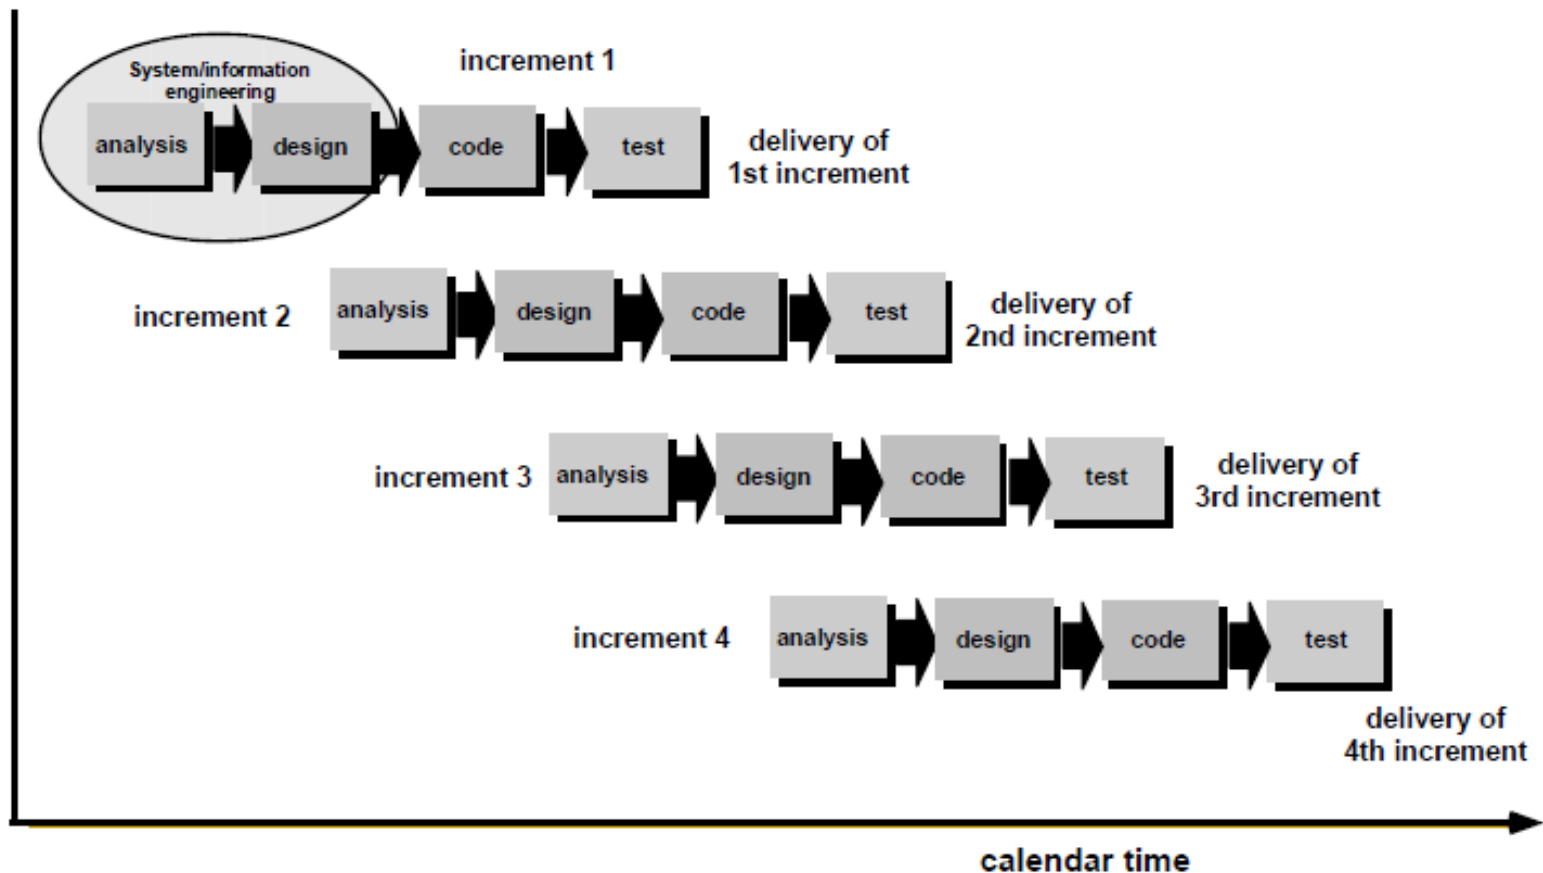 increment 1
System/information
engineering
analysis
design
code
test
delivery of
1st increment
increment 2
analysis
design
code
test
delivery of
2nd increment
increment 3
analysis
design
code
test
delivery of
3rd increment
increment 4
analysis
design
code
test
delivery of
4th increment
calendar time